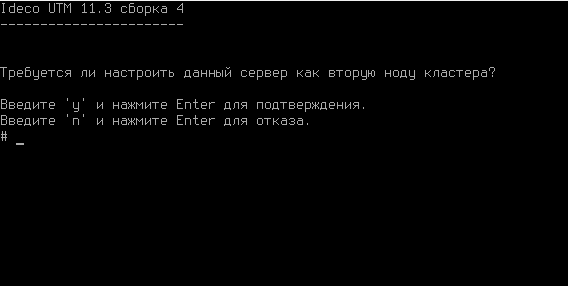 Ideco UTM 11.3 сборка 4
-----------------------
Требуется ли настроить данный сервер как вторую ноду кластера?
Введите 'y' и нажмите Enter для подтверждения.
Введите 'n' и нажмите Enter для отказа.
# _